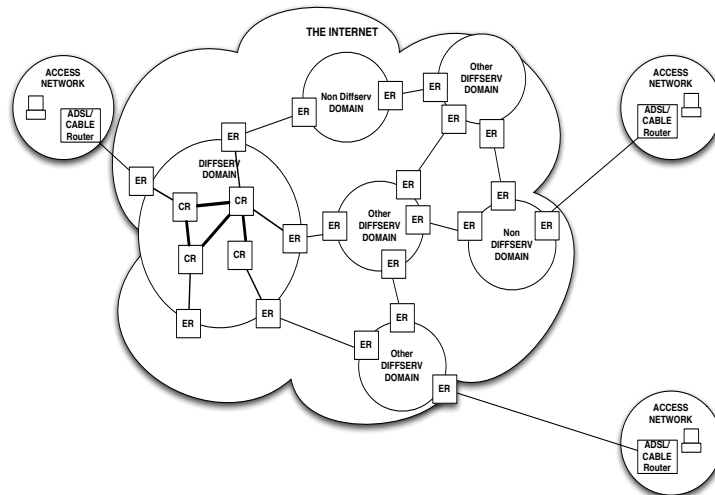 THE INTERNET
ACCESS
NETWORK
ADSL/
CABLE
Router
Other
DIFFSERV
DOMAIN
ACCESS
NETWORK
ADSL/
CABLE
Router
Non Diffserv
DOMAIN
ER
ER
ER
ER
ER
ER
DIFFSERV
DOMAIN
ER
ER
ER
CR
CR
Other
DIFFSERV
DOMAIN
ER
ER
ER
ER
ER
Non
DIFFSERV
DOMAIN
CR
CR
ER
ER
ER
ER
ER
Other
DIFFSERV
DOMAIN
ER
ACCESS
NETWORK
ADSL/
CABLE
Router